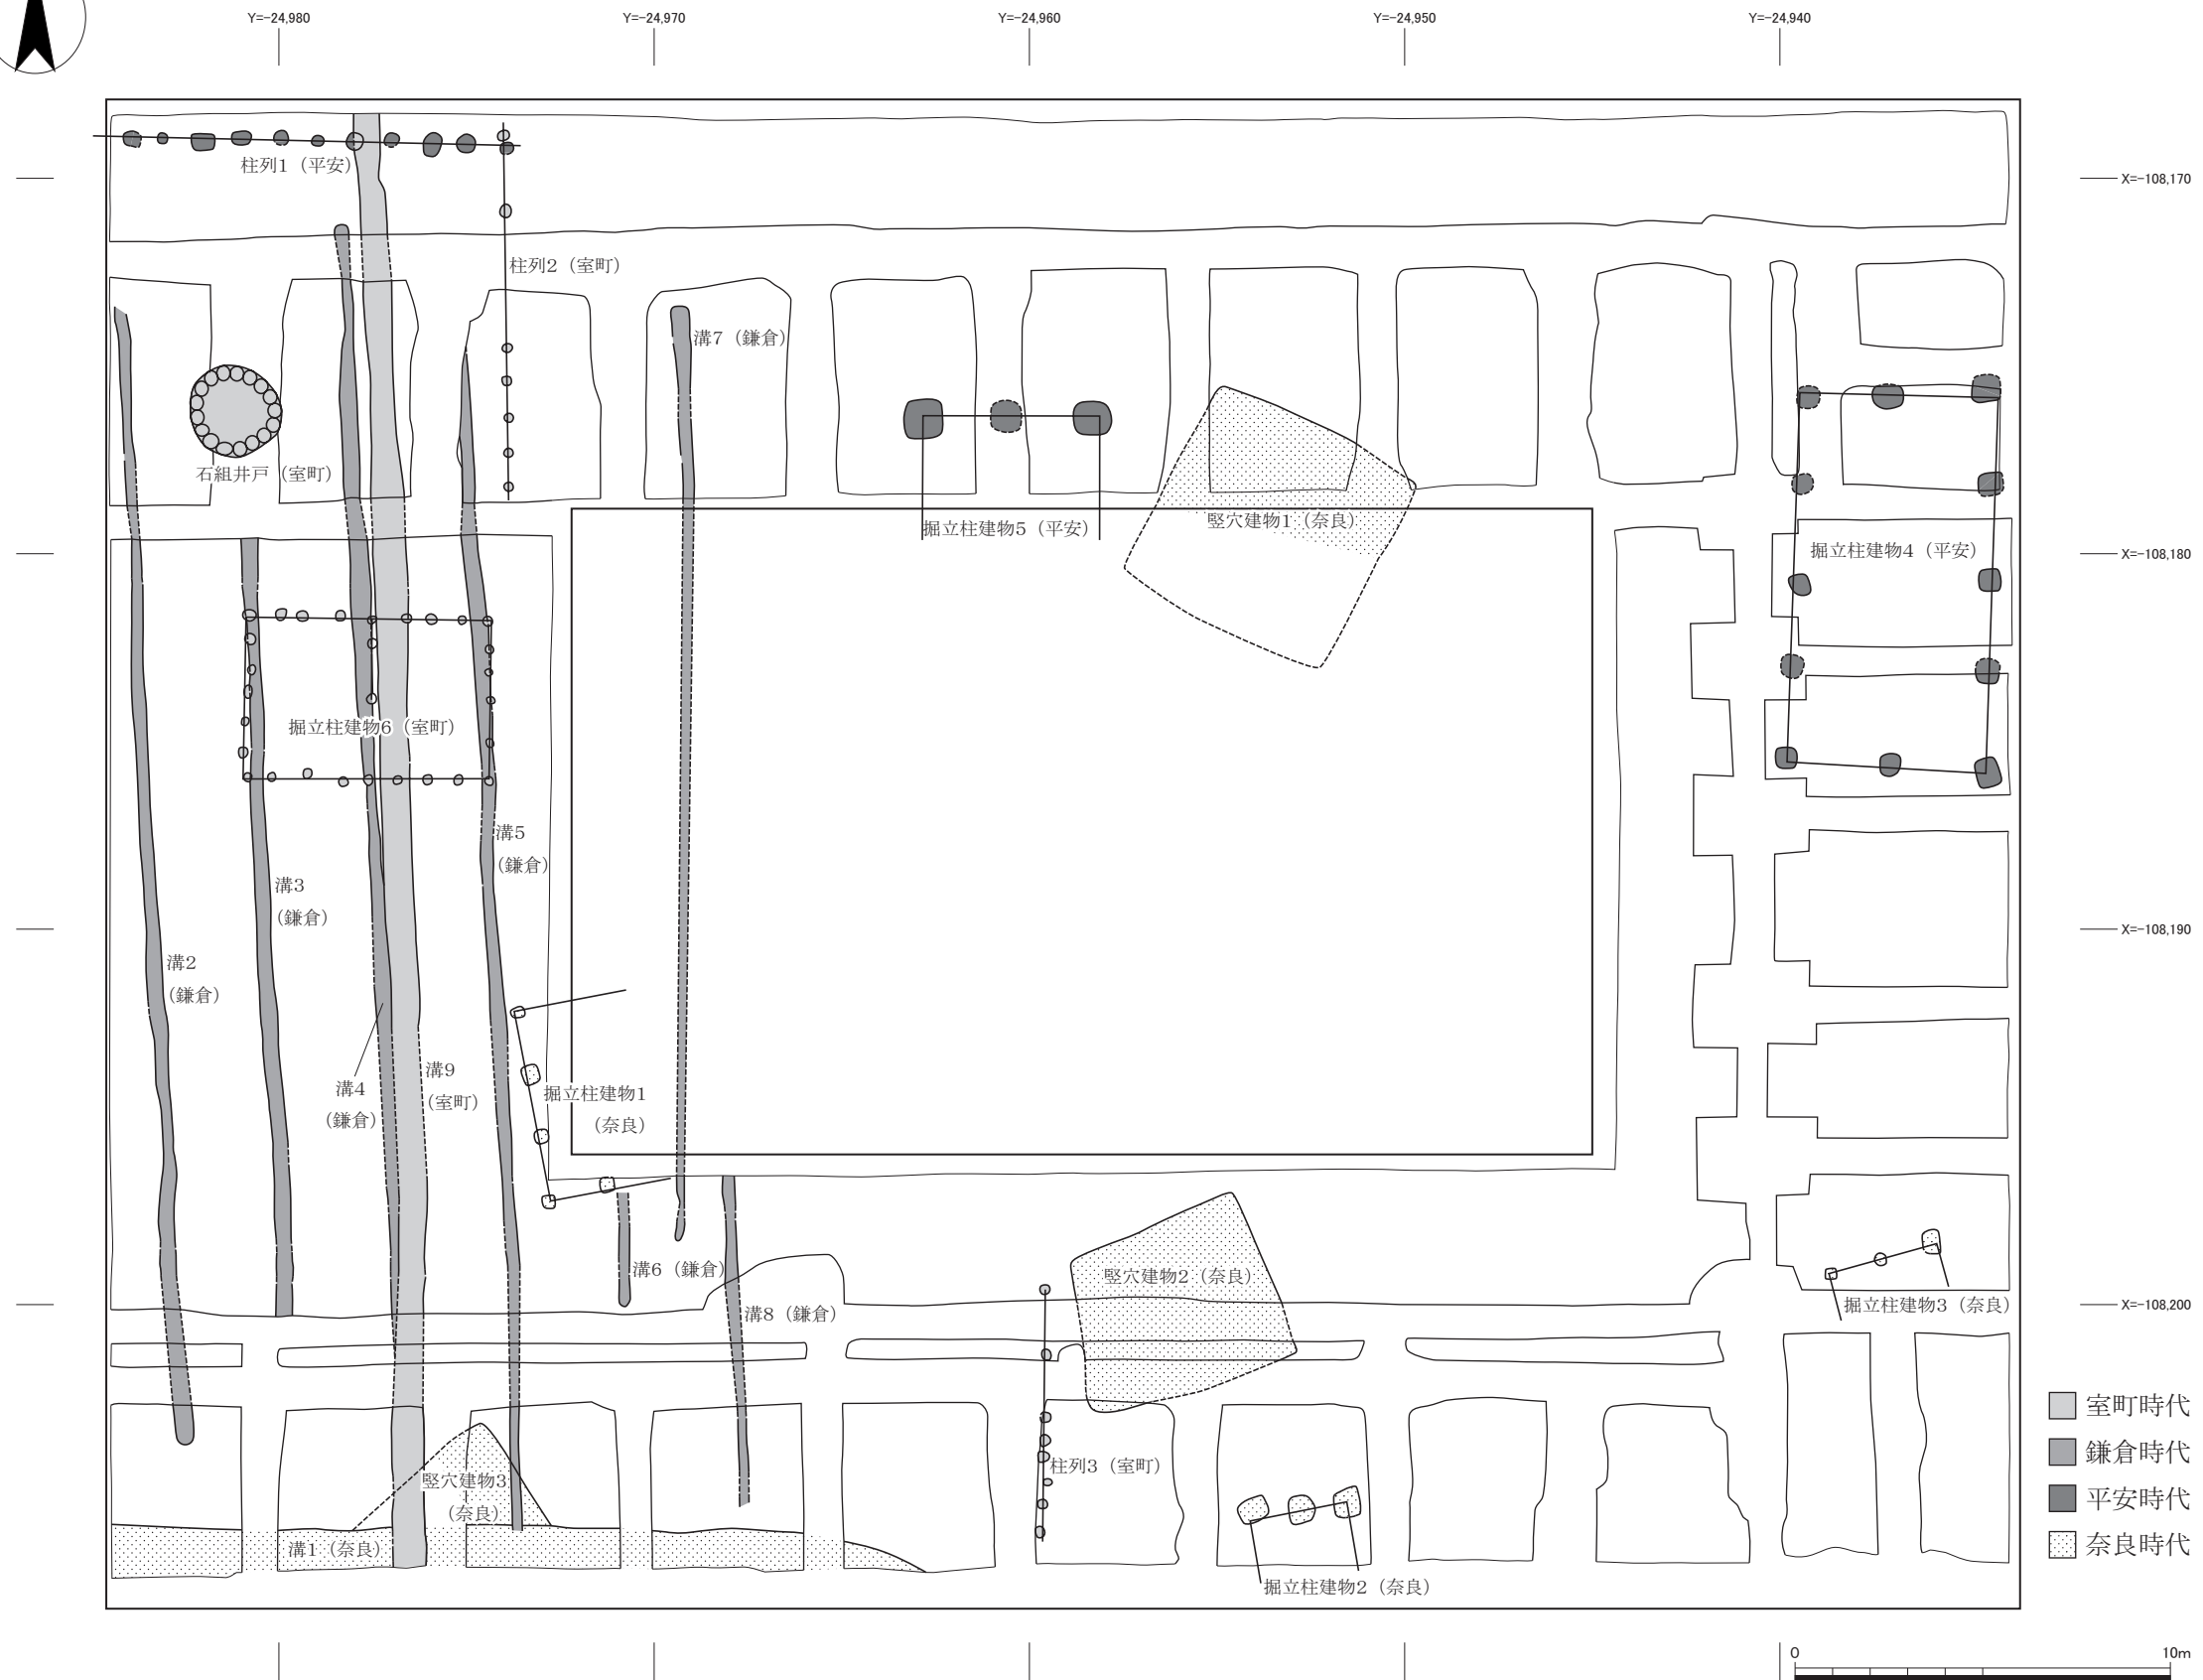 Y=-24,980
Y=-24,970
Y=-24,960
Y=-24,950
Y=-24,940
柱列1（平安）
X=-108,170
柱列2（室町）
溝7（鎌倉）
石組井戸（室町）
掘立柱建物5（平安）
竪穴建物1（奈良）
掘立柱建物4（平安）
X=-108,180
掘立柱建物6（室町）
溝5
（鎌倉）
溝3
（鎌倉）
X=-108,190
溝2
（鎌倉）
溝9
（室町）
溝4
（鎌倉）
掘立柱建物1
（奈良）
溝6（鎌倉）
竪穴建物2（奈良）
溝8（鎌倉）
掘立柱建物3（奈良）
X=-108,200
室町時代
鎌倉時代
平安時代
奈良時代
柱列3（室町）
竪穴建物3
（奈良）
溝1（奈良）
掘立柱建物2（奈良）
0
10m